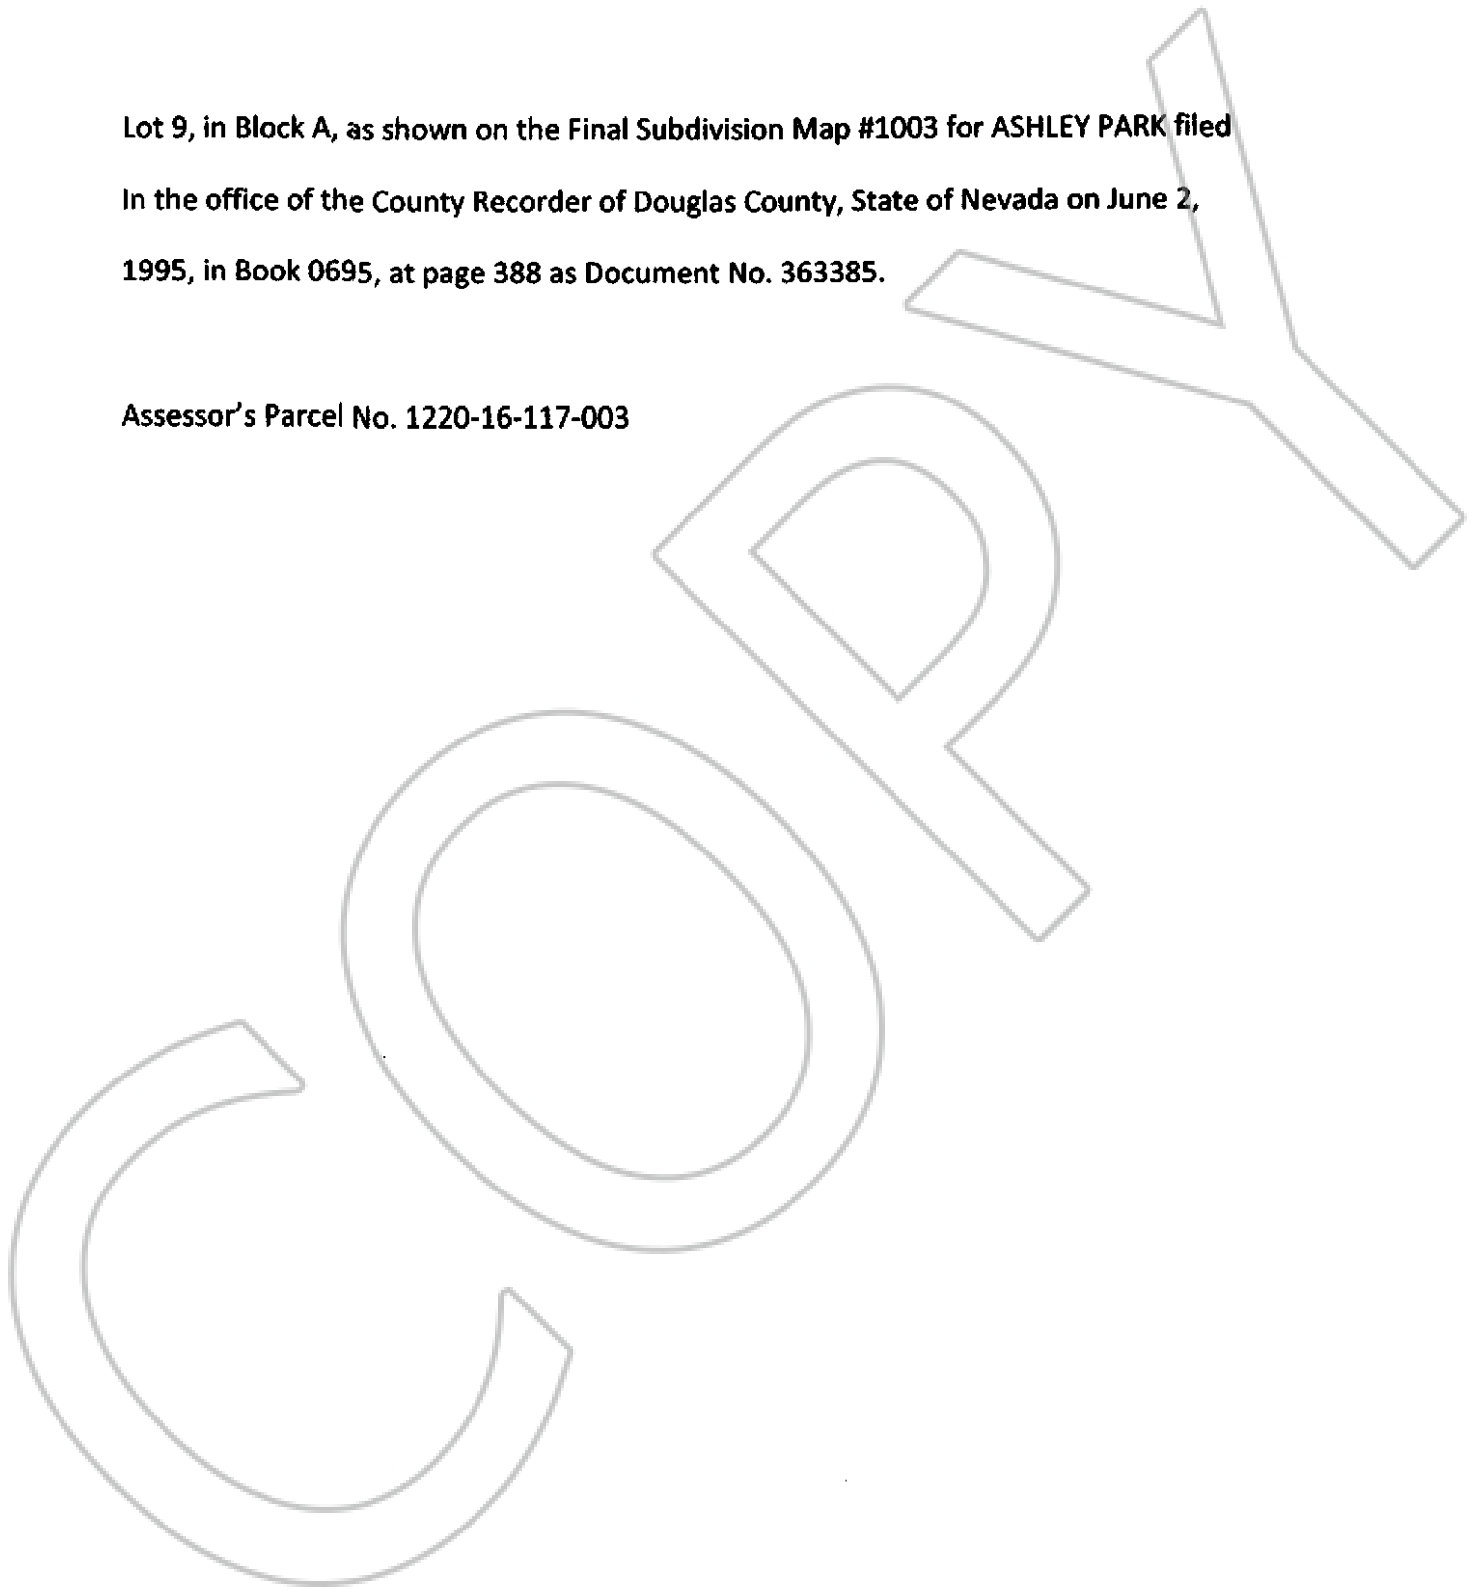 Lot 9, in Block A, as shown on the Final Subdivision Map #1003 for ASHLEY PARK filed
In the office of the County Recorder of Douglas County, State of Nevada on June 2,
1995, in Book 0695, at page 388 as Document No. 363385.
Assessor's Parcel No. 1220-16-117-003
COPY